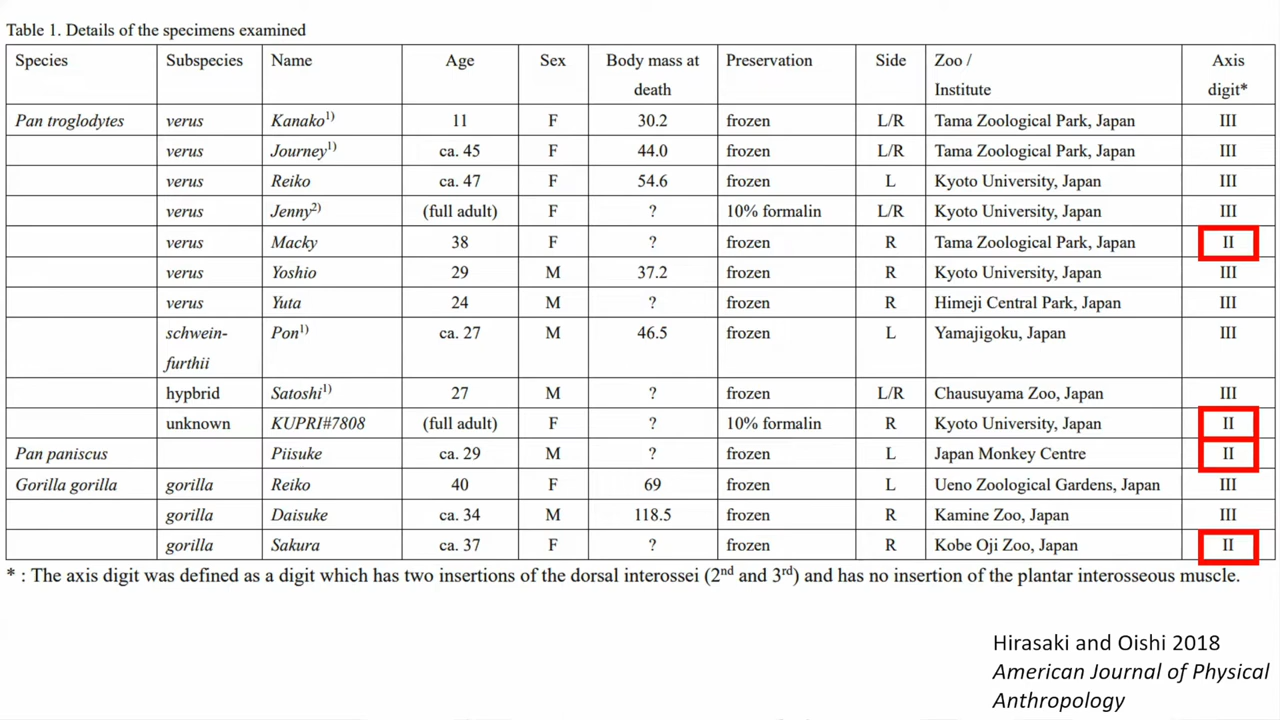 Table 1. Details of the specimens examined
Species Subspecies Name Age Sex Body mass at death Preservation Side Zoo / Institute Axis digit*
Pan troglodytes verus Kanako1) 11 F 30.2 frozen L/R Tama Zoological Park, Japan III
verus Journey1) ca. 45 F 44.0 frozen L/R Tama Zoological Park, Japan III
verus Reiko ca. 47 F 54.6 frozen L Kyoto University, Japan III
verus Jenny2) (full adult) F ? 10% formalin L/R Kyoto University, Japan III
verus Macky 38 F ? frozen R Tama Zoological Park, Japan II
verus Yoshio 29 M 37.2 frozen R Kyoto University, Japan III
verus Yuta 24 M ? frozen R Himeji Central Park, Japan III
schwein-furthii Pon1) ca. 27 M 46.5 frozen L Yamajigoku, Japan III
hypbrid Satoshi1) 27 M ? frozen L/R Chausuyama Zoo, Japan III
unknown KUPRI#7808 (full adult) F ? 10% formalin R Kyoto University, Japan II
Pan paniscus Piisuke ca. 29 M ? frozen L Japan Monkey Centre II
Gorilla gorilla gorilla Reiko 40 F 69 frozen L Ueno Zoological Gardens, Japan III
gorilla Daisuke ca. 34 M 118.5 frozen R Kamine Zoo, Japan III
gorilla Sakura ca. 37 F ? frozen R Kobe Oji Zoo, Japan II
* : The axis digit was defined as a digit which has two insertions of the dorsal interossei (2nd and 3rd) and has no insertion of the plantar interosseous muscle.
Hirasaki and Oishi 2018
American Journal of Physical
Anthropology